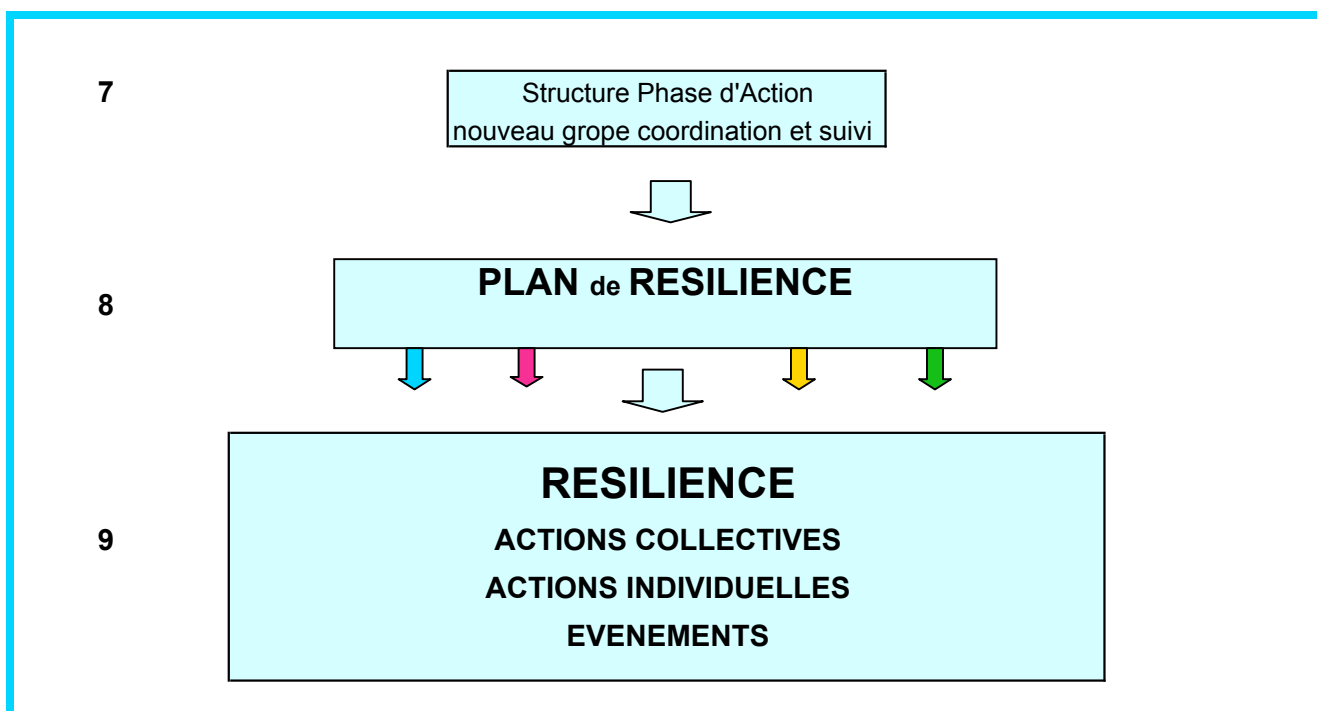 7
Structure Phase d'Action
nouveau grope coordination et suivi
8
PLAN de RESILIENCE
9
RESILIENCE
ACTIONS COLLECTIVES
ACTIONS INDIVIDUELLES
EVENEMENTS